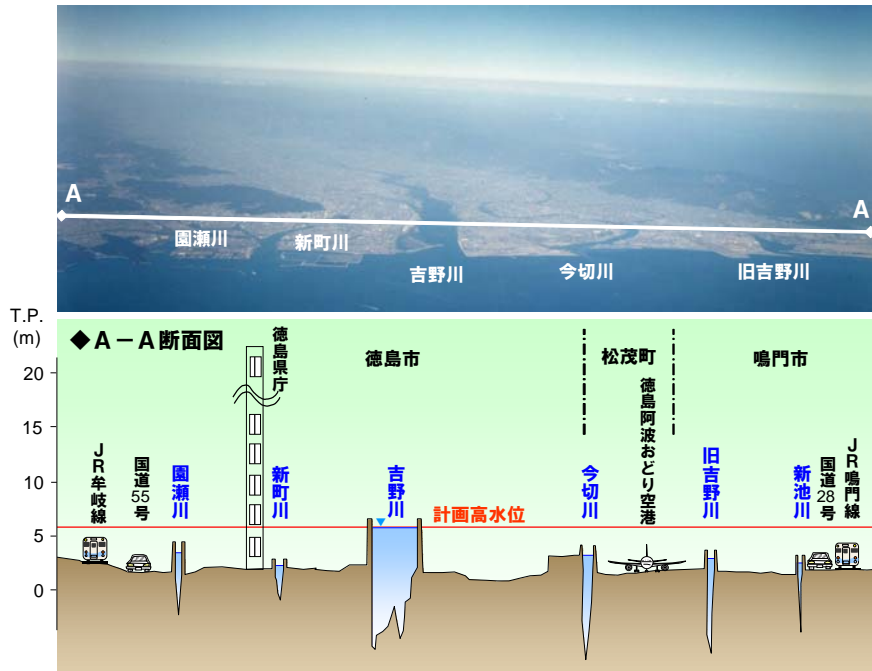 A
A
園瀬川
新町川
吉野川
今切川
旧吉野川
T.P.
(m)
◆A－A断面図
徳島県庁
徳島市
松茂町
鳴門市
20
15
10
5
0
JR牟岐線
国道55号
園瀬川
新町川
吉野川
計画高水位
今切川
徳島阿波おどり空港
旧吉野川
新池川
国道28号
JR鳴門線